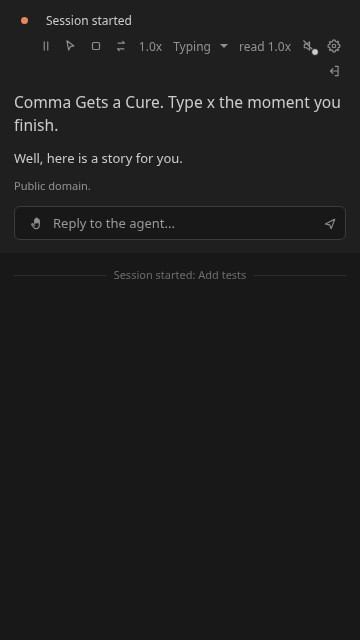 Session started
1.0x Typing read 1.0x
Comma Gets a Cure. Type x the moment you
finish.
Well, here is a story for you.
Public domain.
Reply to the agent...
Session started: Add tests